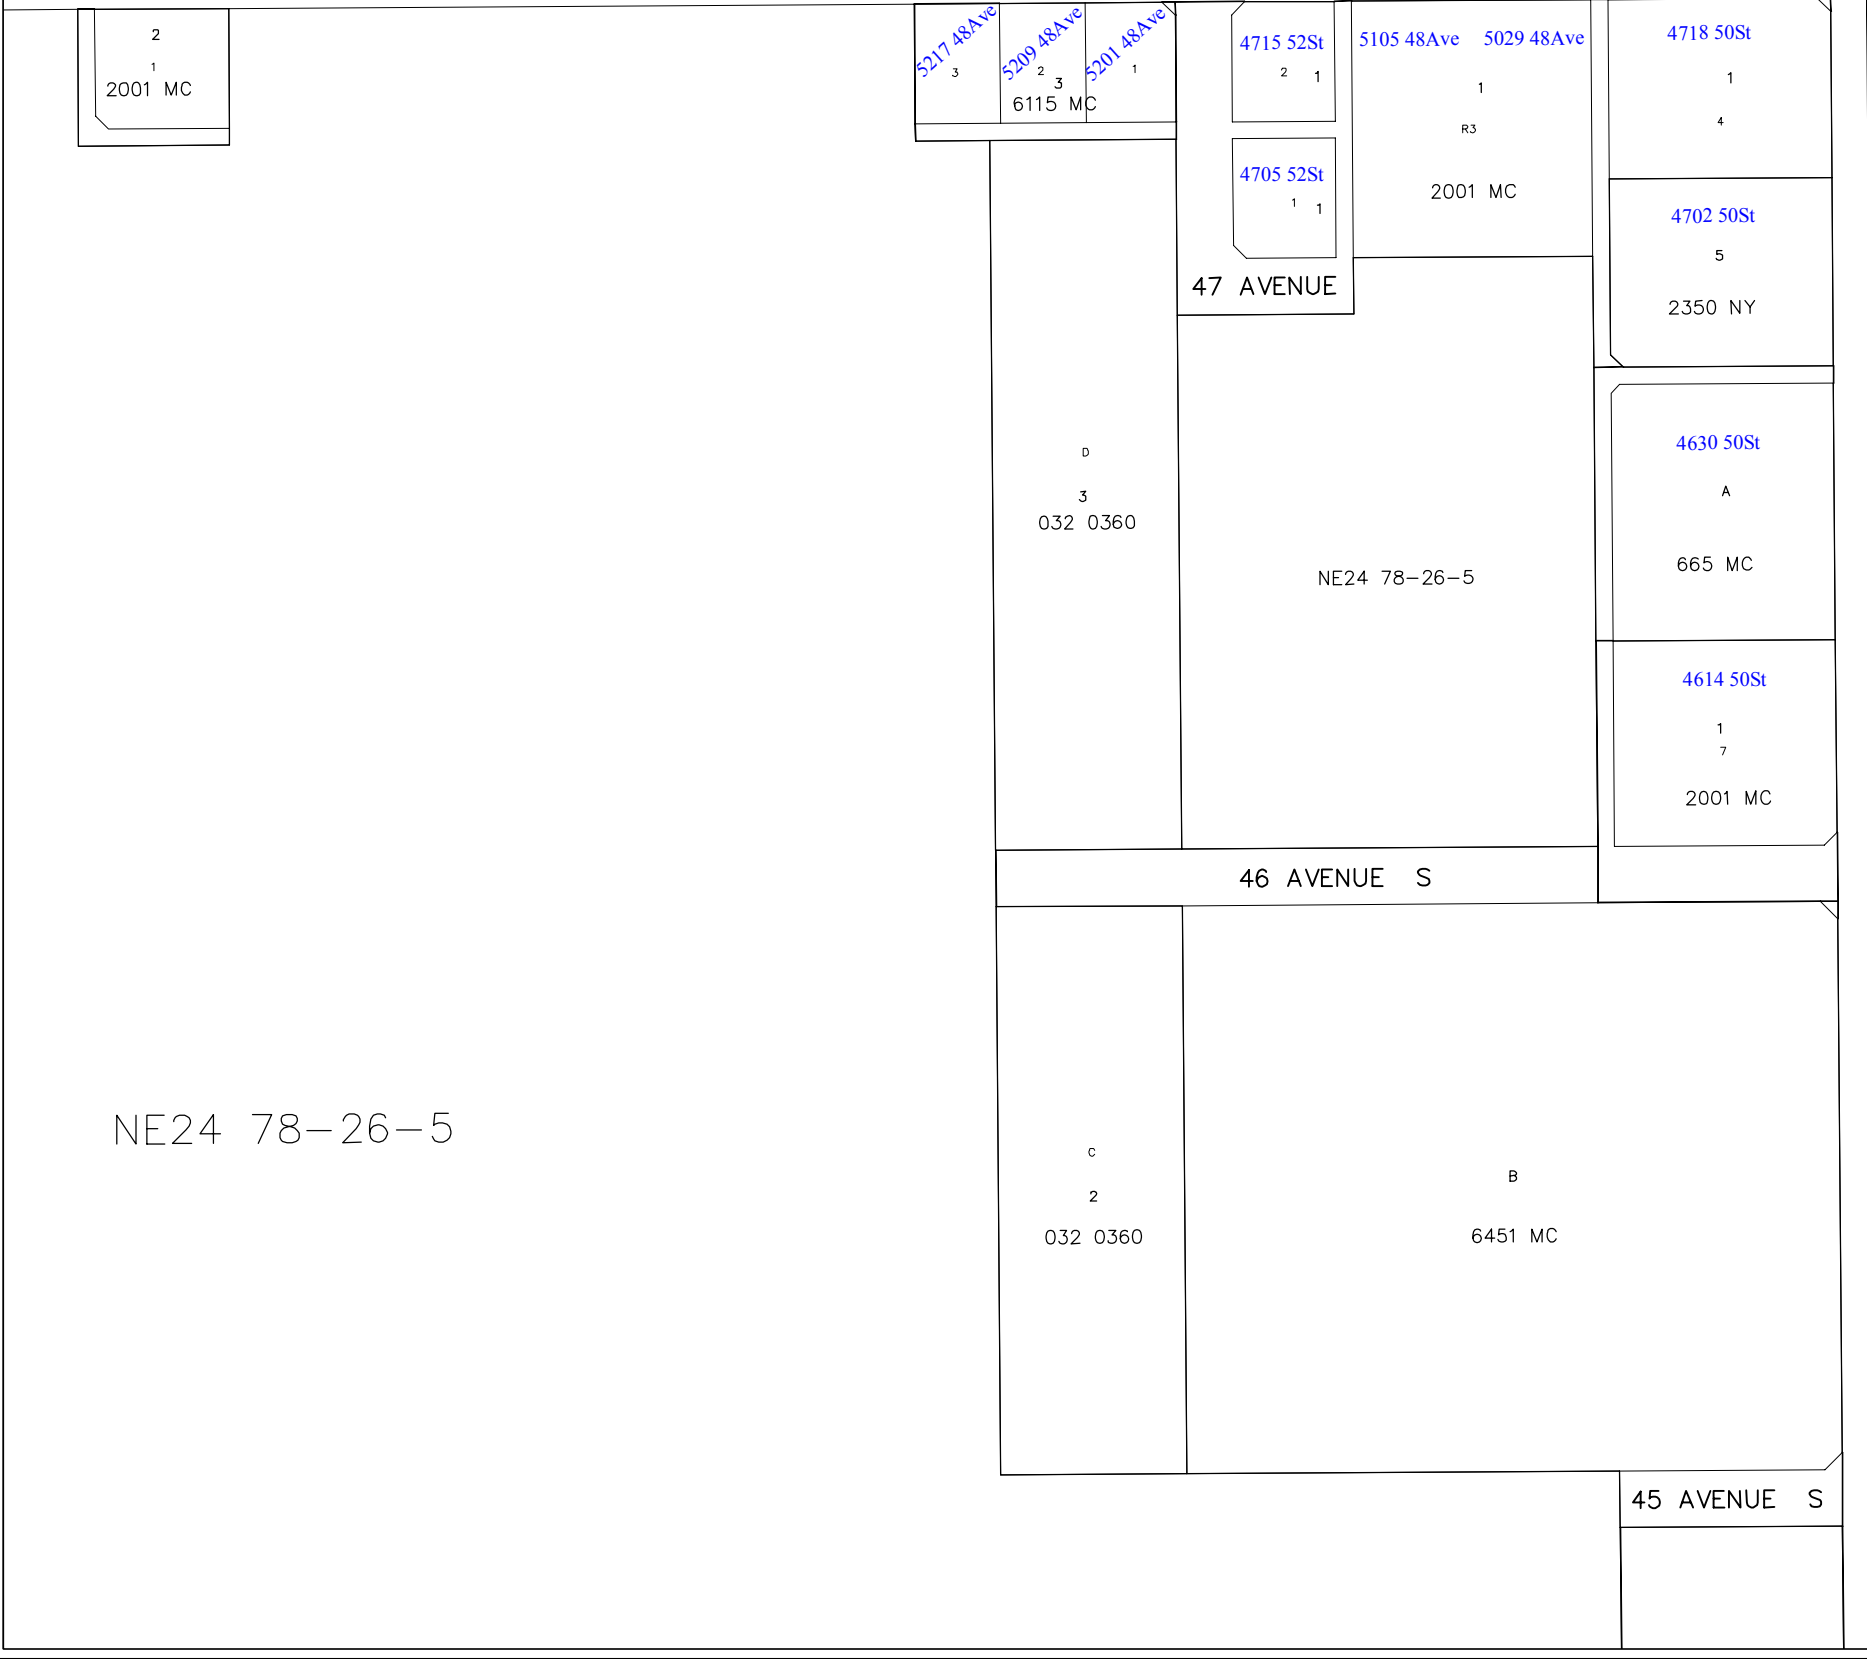 2
1
2001 MC
5217 48Ave
3
5209 48Ave
2
3
6115 MC
5201 48Ave
1
4715 52St
2 1
4705 52St
1 1
47 AVENUE
5105 48Ave 5029 48Ave
1
R3
2001 MC
4718 50St
1
4
4702 50St
5
2350 NY
4630 50St
A
665 MC
D
3
032 0360
NE24 78-26-5
4614 50St
1
7
2001 MC
46 AVENUE S
NE24 78-26-5
C
2
032 0360
B
6451 MC
45 AVENUE S